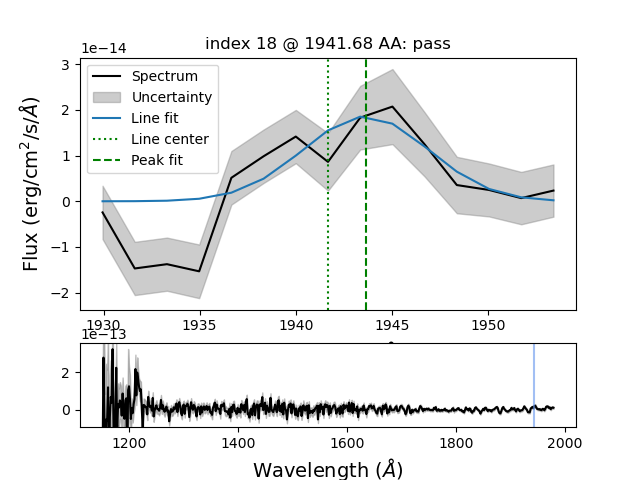 index 18 @ 1941.68 AA: pass
1e−14
3
2
1
0
−1
−2
Flux (erg/cm²/s/Å)
Spectrum
Uncertainty
Line fit
Line center
Peak fit
1930 1935 1940 1945 1950
1e−13
2
0
1200 1400 1600 1800 2000
Wavelength (Å)